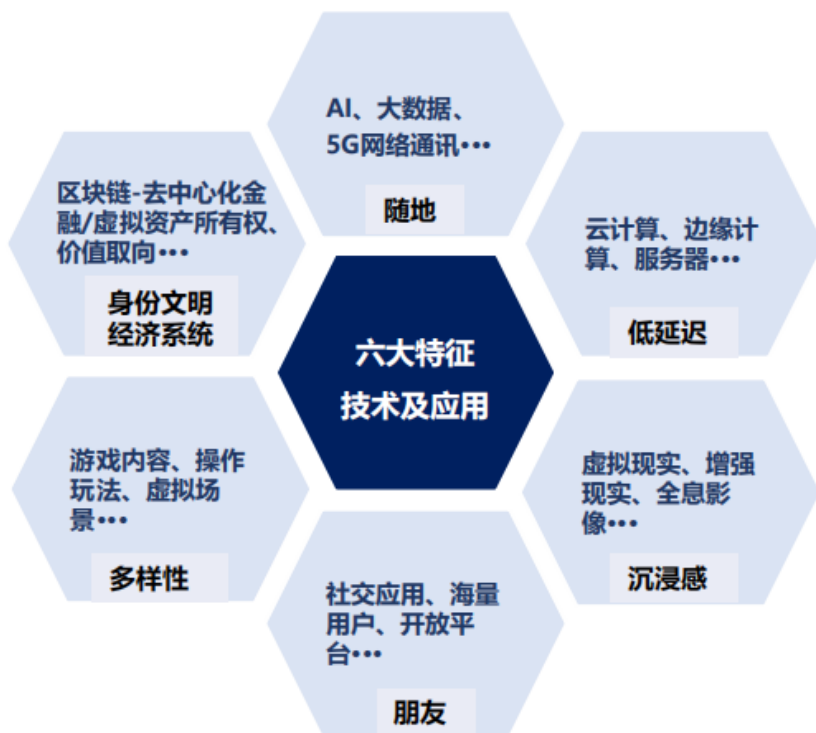 AI、大数据、
5G网络通讯•••
随地
区块链-去中心化金
融/虚拟资产所有权、
价值取向•••
身份文明
经济系统
云计算、边缘计
算、服务器•••
低延迟
六大特征
技术及应用
游戏内容、操作
玩法、虚拟场
景•••
多样性
虚拟现实、增强
现实、全息影
像•••
沉浸感
社交应用、海量
用户、开放平
台•••
朋友